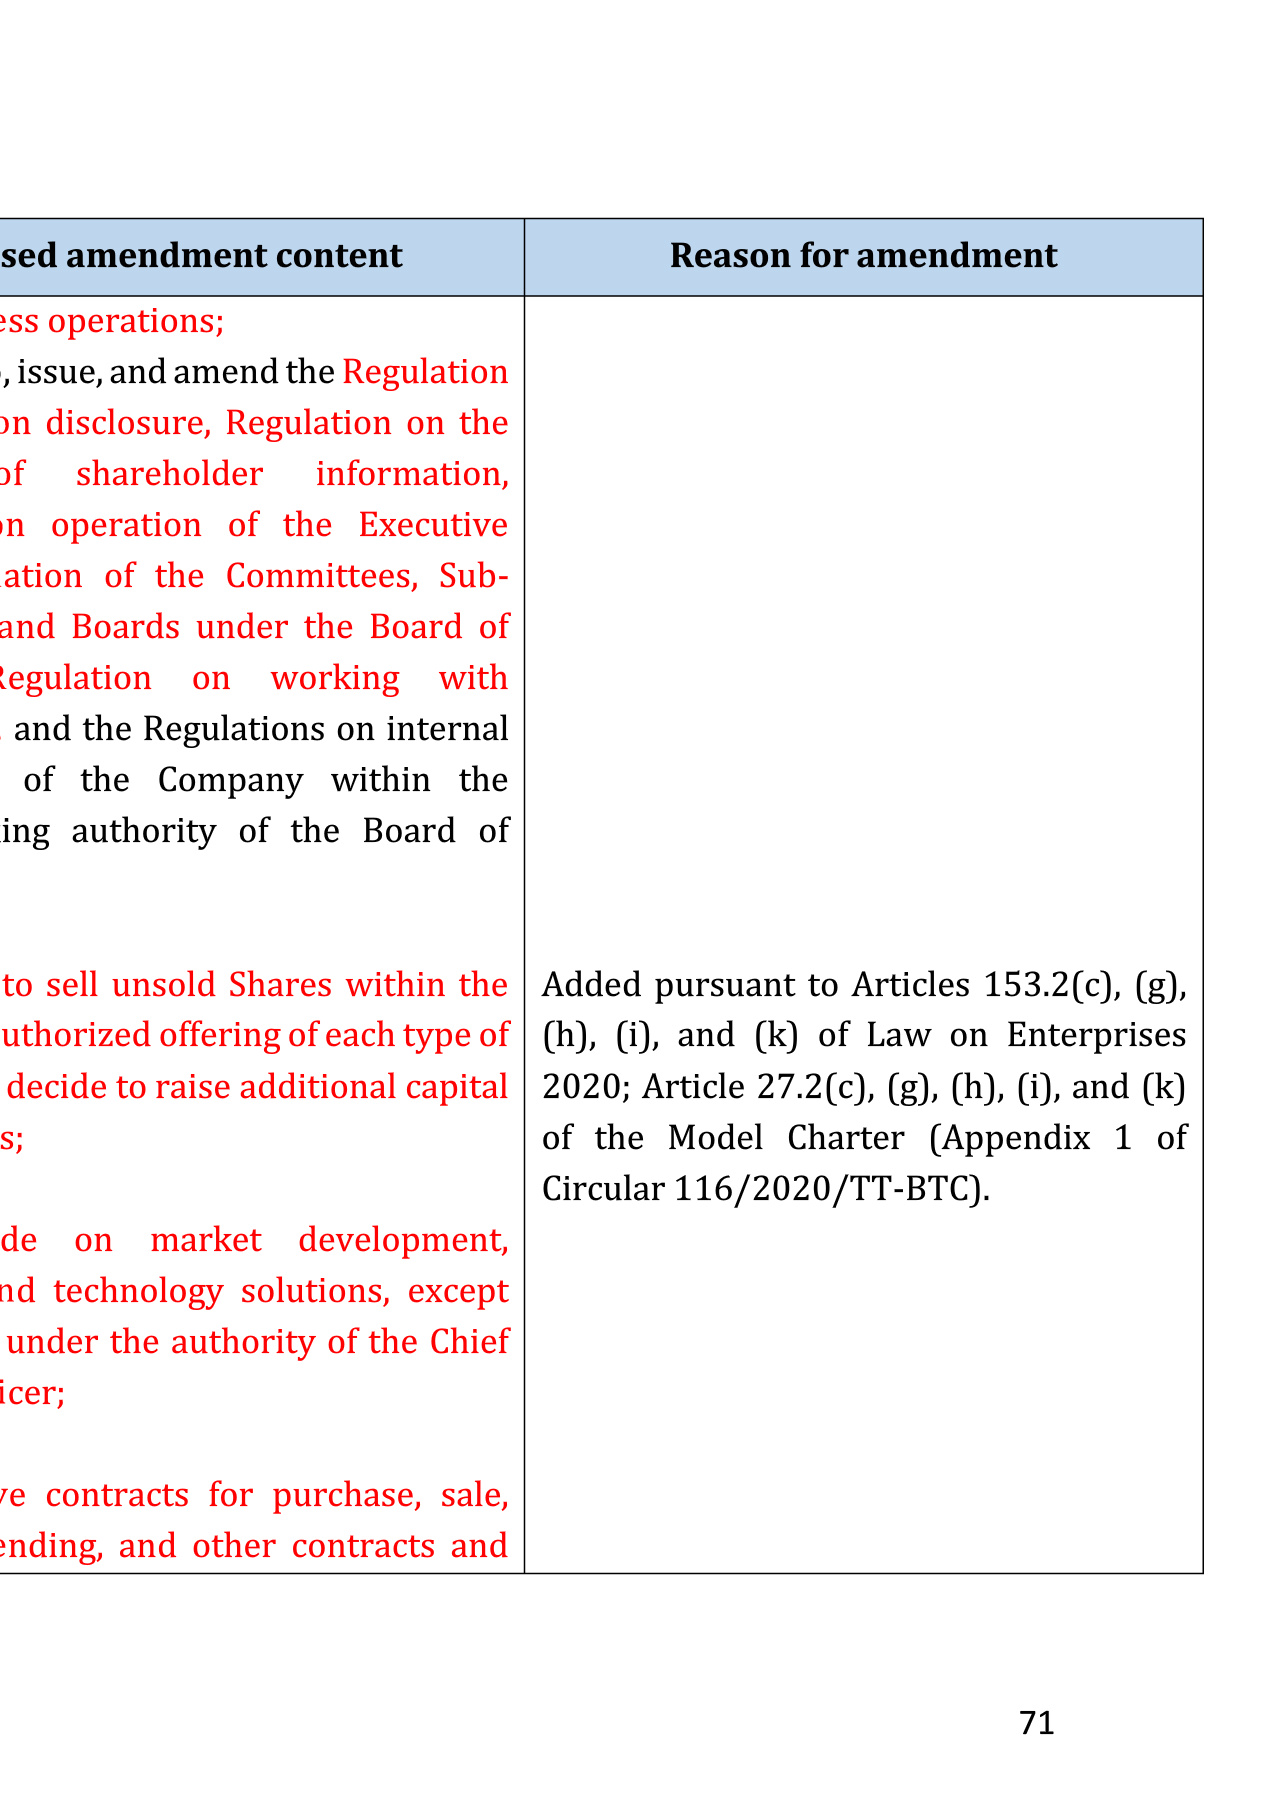 sed amendment content
Reason for amendment
ess operations;
, issue, and amend the Regulation
on disclosure, Regulation on the
of shareholder information,
on operation of the Executive
ation of the Committees, Sub-
and Boards under the Board of
Regulation on working with
and the Regulations on internal
of the Company within the
ing authority of the Board of
to sell unsold Shares within the
uthorized offering of each type of
decide to raise additional capital
s;
de on market development,
nd technology solutions, except
under the authority of the Chief
icer;
ve contracts for purchase, sale,
ending, and other contracts and
Added pursuant to Articles 153.2(c), (g),
(h), (i), and (k) of Law on Enterprises
2020; Article 27.2(c), (g), (h), (i), and (k)
of the Model Charter (Appendix 1 of
Circular 116/2020/TT-BTC).
71